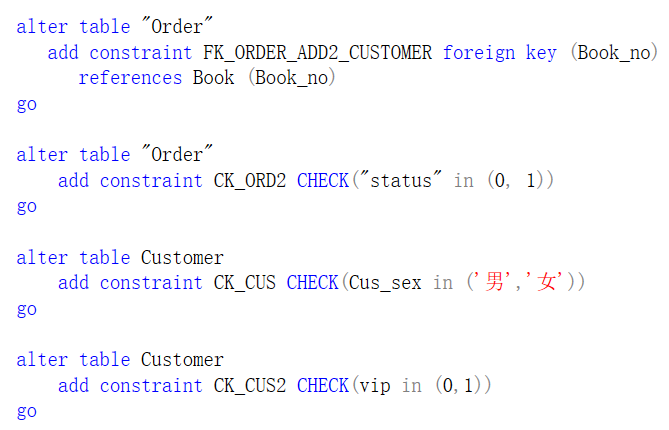 alter table "Order"
add constraint FK_ORDER_ADD2_CUSTOMER foreign key (Book_no)
references Book (Book_no)
go
alter table "Order"
add constraint CK_ORD2 CHECK("status" in (0, 1))
go
alter table Customer
add constraint CK_CUS CHECK(Cus_sex in ('男','女'))
go
alter table Customer
add constraint CK_CUS2 CHECK(vip in (0,1))
go